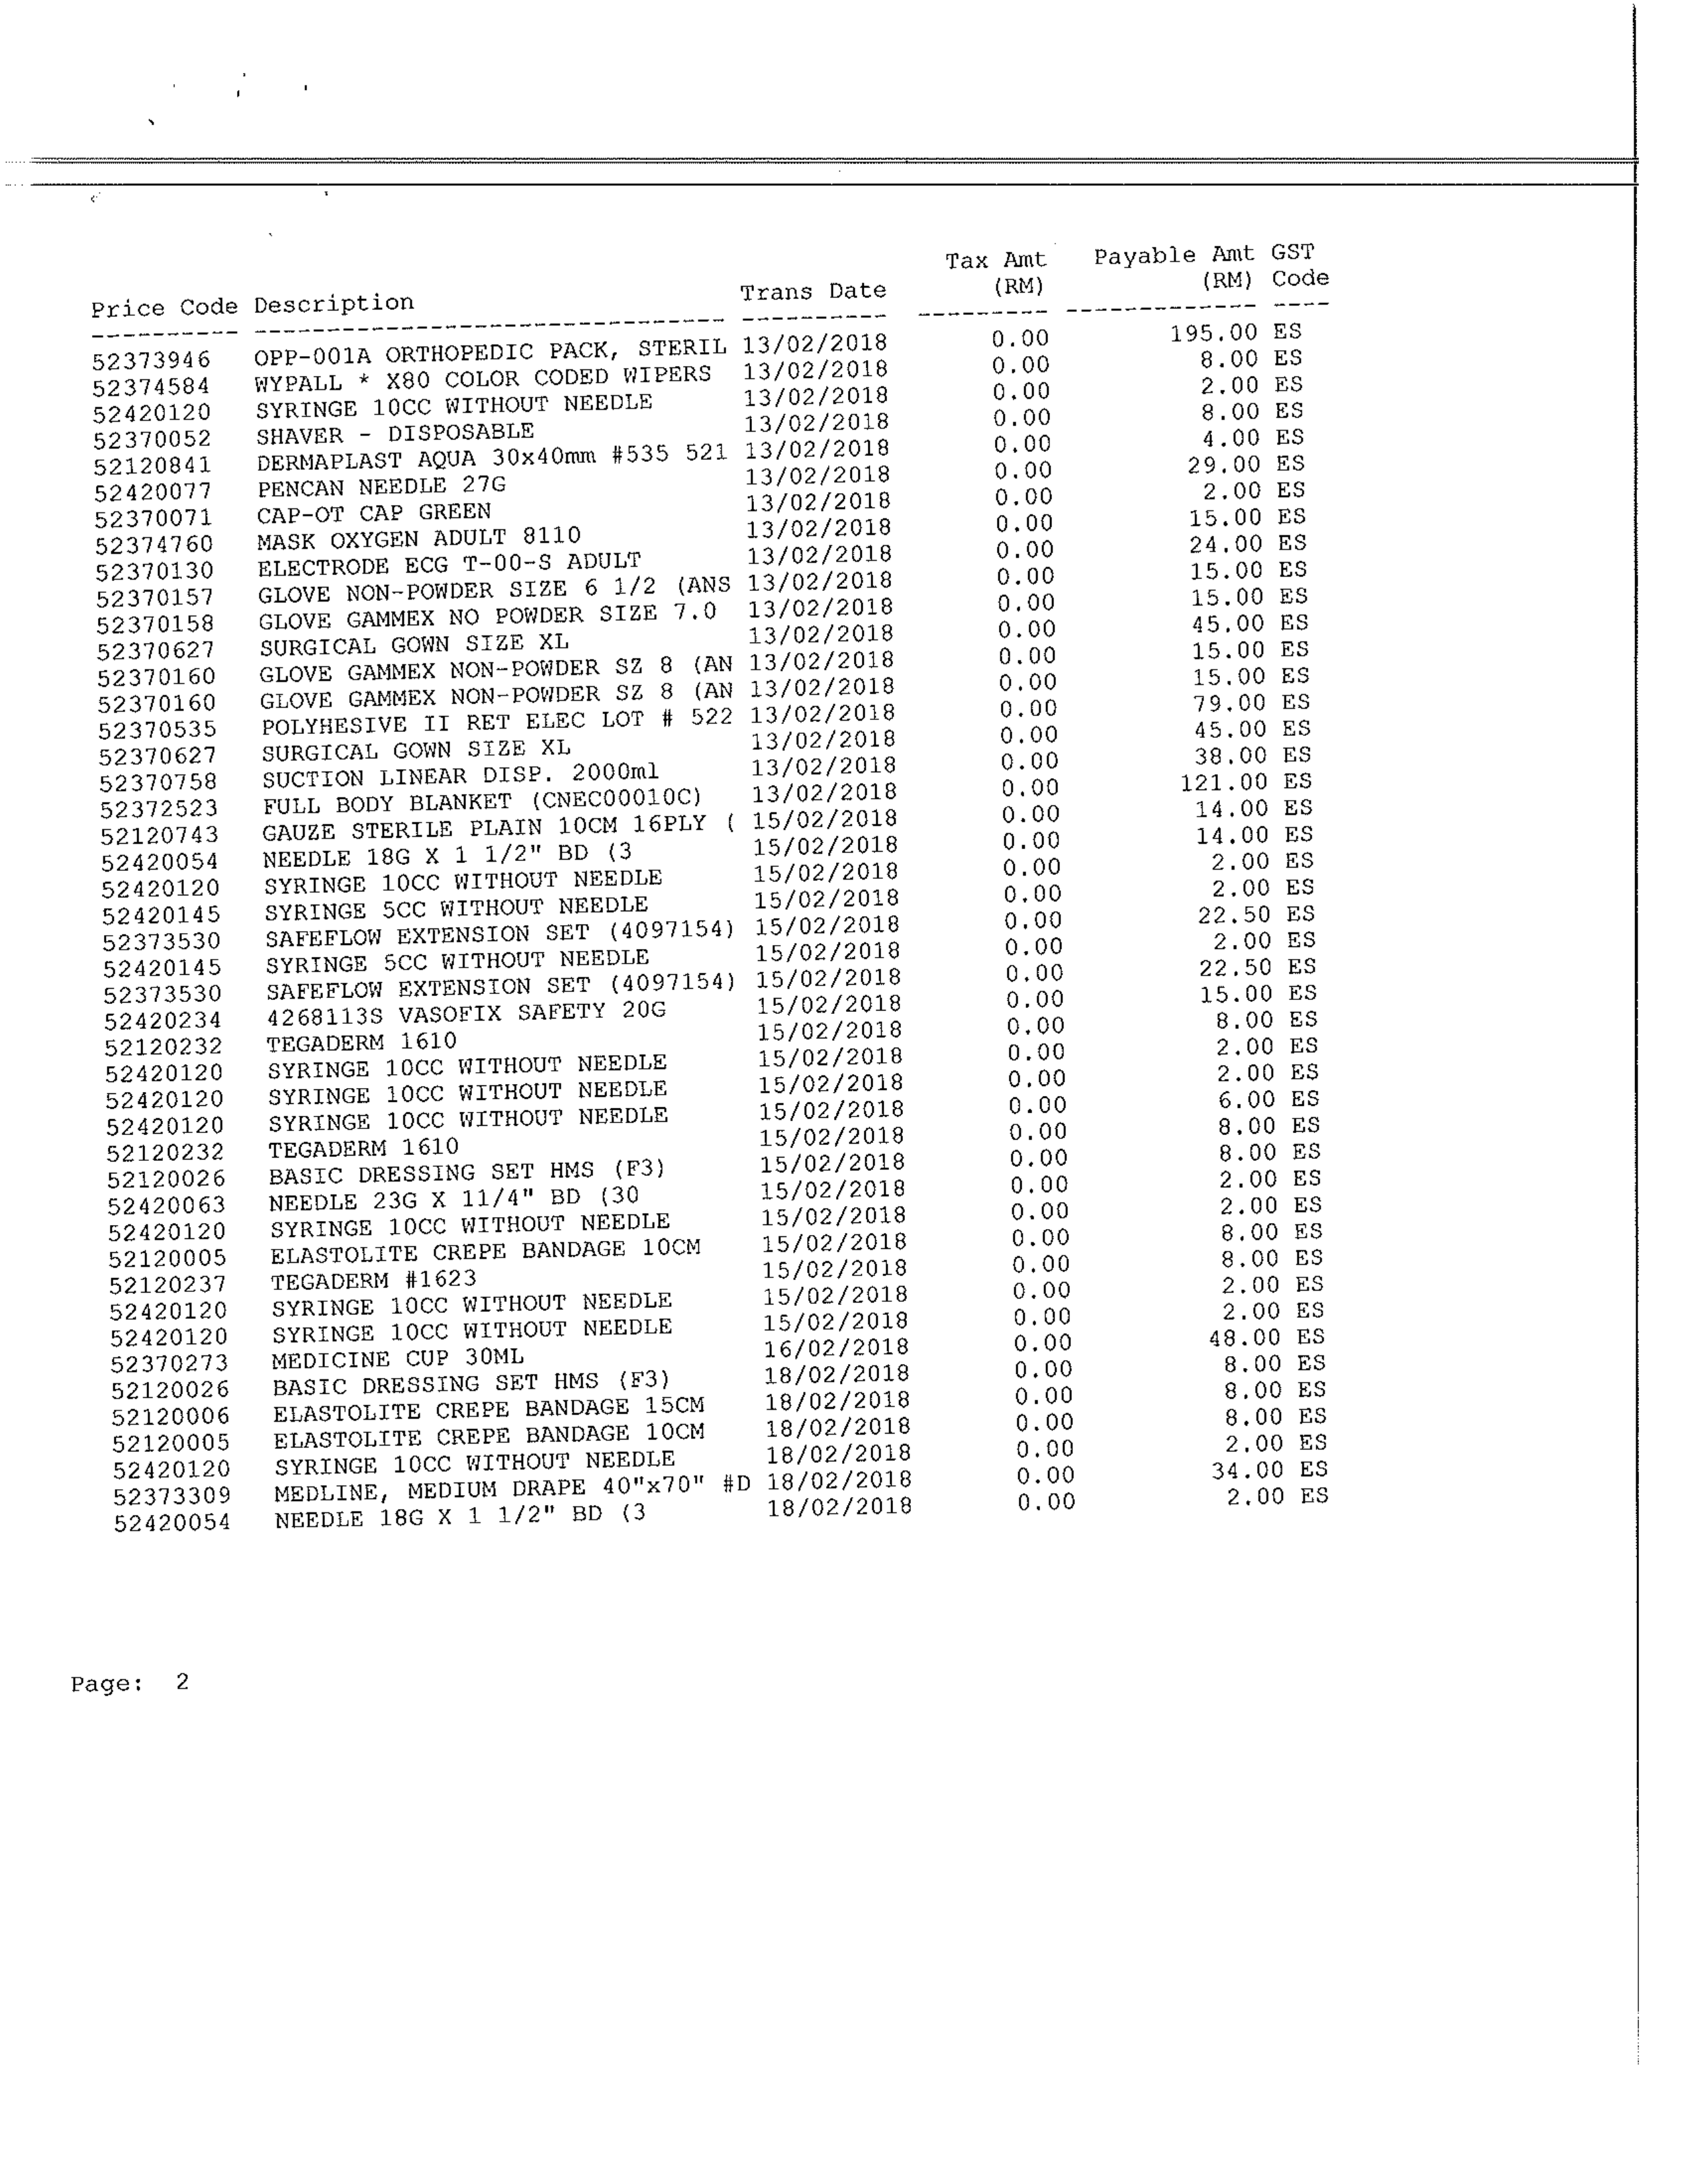 Tax Amt Payable Amt GST
Price Code Description Trans Date (RM) (RM) Code
52373946 OPP-001A ORTHOPEDIC PACK, STERIL 13/02/2018 0.00 195.00 ES
52374584 WYPALL * X80 COLOR CODED WIPERS 13/02/2018 0.00 8.00 ES
52420120 SYRINGE 10CC WITHOUT NEEDLE 13/02/2018 0.00 2.00 ES
52370052 SHAVER - DISPOSABLE 13/02/2018 0.00 8.00 ES
52120841 DERMAPLAST AQUA 30x40mm #535 521 13/02/2018 0.00 4.00 ES
52420077 PENCAN NEEDLE 27G 13/02/2018 0.00 29.00 ES
52370071 CAP-OT CAP GREEN 13/02/2018 0.00 2.00 ES
52374760 MASK OXYGEN ADULT 8110 13/02/2018 0.00 15.00 ES
52370130 ELECTRODE ECG T-00-S ADULT 13/02/2018 0.00 24.00 ES
52370157 GLOVE NON-POWDER SIZE 6 1/2 (ANS 13/02/2018 0.00 15.00 ES
52370158 GLOVE GAMMEX NO POWDER SIZE 7.0 13/02/2018 0.00 15.00 ES
52370627 SURGICAL GOWN SIZE XL 13/02/2018 0.00 45.00 ES
52370160 GLOVE GAMMEX NON-POWDER SZ 8 (AN 13/02/2018 0.00 15.00 ES
52370160 GLOVE GAMMEX NON-POWDER SZ 8 (AN 13/02/2018 0.00 15.00 ES
52370535 POLYHESIVE II RET ELEC LOT # 522 13/02/2018 0.00 79.00 ES
52370627 SURGICAL GOWN SIZE XL 13/02/2018 0.00 45.00 ES
52370758 SUCTION LINEAR DISP. 2000ml 13/02/2018 0.00 38.00 ES
52372523 FULL BODY BLANKET (CNEC00010C) 13/02/2018 0.00 121.00 ES
52120743 GAUZE STERILE PLAIN 10CM 16PLY ( 15/02/2018 0.00 14.00 ES
52420054 NEEDLE 18G X 1 1/2" BD (3 15/02/2018 0.00 14.00 ES
52420120 SYRINGE 10CC WITHOUT NEEDLE 15/02/2018 0.00 2.00 ES
52420145 SYRINGE 5CC WITHOUT NEEDLE 15/02/2018 0.00 2.00 ES
52373530 SAFEFLOW EXTENSION SET (4097154) 15/02/2018 0.00 22.50 ES
52420145 SYRINGE 5CC WITHOUT NEEDLE 15/02/2018 0.00 2.00 ES
52373530 SAFEFLOW EXTENSION SET (4097154) 15/02/2018 0.00 22.50 ES
52420234 4268113S VASOFIX SAFETY 20G 15/02/2018 0.00 15.00 ES
52120232 TEGADERM 1610 15/02/2018 0.00 8.00 ES
52420120 SYRINGE 10CC WITHOUT NEEDLE 15/02/2018 0.00 2.00 ES
52420120 SYRINGE 10CC WITHOUT NEEDLE 15/02/2018 0.00 2.00 ES
52420120 SYRINGE 10CC WITHOUT NEEDLE 15/02/2018 0.00 6.00 ES
52120232 TEGADERM 1610 15/02/2018 0.00 8.00 ES
52120026 BASIC DRESSING SET HMS (F3) 15/02/2018 0.00 8.00 ES
52420063 NEEDLE 23G X 11/4" BD (30 15/02/2018 0.00 2.00 ES
52420120 SYRINGE 10CC WITHOUT NEEDLE 15/02/2018 0.00 2.00 ES
52120005 ELASTOLITE CREPE BANDAGE 10CM 15/02/2018 0.00 8.00 ES
52120237 TEGADERM #1623 15/02/2018 0.00 8.00 ES
52420120 SYRINGE 10CC WITHOUT NEEDLE 15/02/2018 0.00 2.00 ES
52420120 SYRINGE 10CC WITHOUT NEEDLE 15/02/2018 0.00 2.00 ES
52370273 MEDICINE CUP 30ML 16/02/2018 0.00 48.00 ES
52120026 BASIC DRESSING SET HMS (F3) 18/02/2018 0.00 8.00 ES
52120006 ELASTOLITE CREPE BANDAGE 15CM 18/02/2018 0.00 8.00 ES
52120005 ELASTOLITE CREPE BANDAGE 10CM 18/02/2018 0.00 8.00 ES
52420120 SYRINGE 10CC WITHOUT NEEDLE 18/02/2018 0.00 2.00 ES
52373309 MEDLINE, MEDIUM DRAPE 40"x70" #D 18/02/2018 0.00 34.00 ES
52420054 NEEDLE 18G X 1 1/2" BD (3 18/02/2018 0.00 2.00 ES
Page: 2